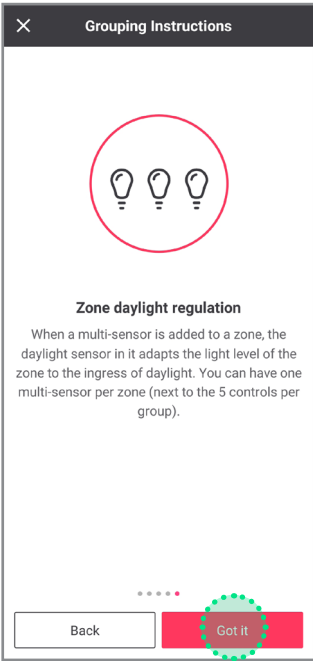 Grouping Instructions
Zone daylight regulation
When a multi-sensor is added to a zone, the
daylight sensor in it adapts the light level of the
zone to the ingress of daylight. You can have one
multi-sensor per zone (next to the 5 controls per
group).
Back
Got it